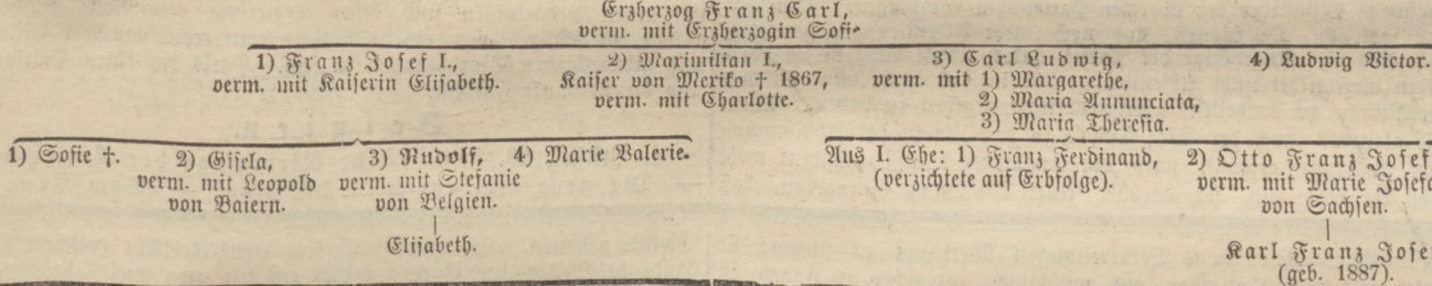 Erzherzog Franz Carl,
verm. mit Erzherzogin Sofie
1) Franz Josef I.,
verm. mit Kaiserin Elisabeth.
2) Maximilian I.,
Kaiser von Mexiko † 1867,
verm. mit Charlotte.
3) Carl Ludwig,
verm. mit 1) Margarethe,
2) Maria Annunciata,
3) Maria Theresia.
4) Ludwig Victor.
1) Sofie †.
2) Gisela,
verm. mit Leopold
von Baiern.
3) Rudolf,
verm. mit Stefanie
von Belgien.
Elisabeth.
4) Marie Valerie.
Aus I. Ehe: 1) Franz Ferdinand,
(verzichtete auf Erbfolge).
2) Otto Franz Josef
verm. mit Marie Josefa
von Sachsen.
Karl Franz Jose
(geb. 1887).